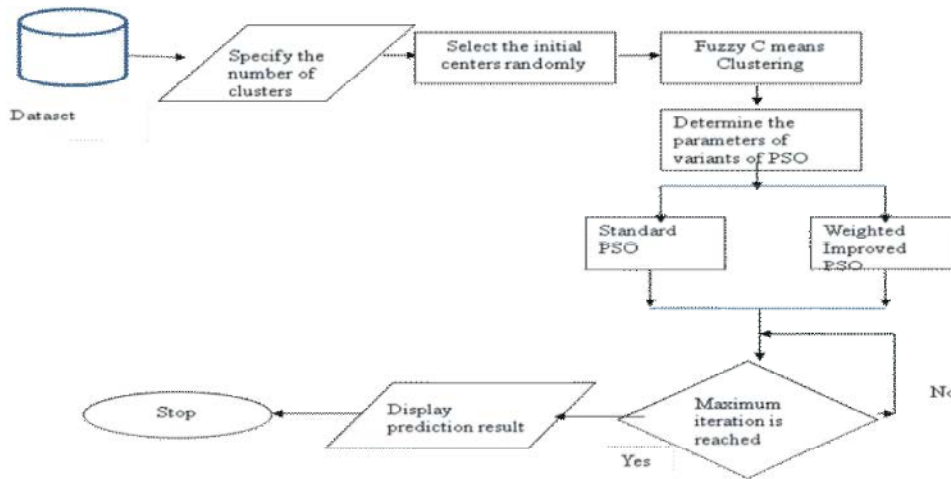 Dataset
Specify the
number of
clusters
Select the initial
centers randomly
Fuzzy C means
Clustering
Determine the
parameters of
variants of PSO
Standard
PSO
Weighted
Improved
PSO
Maximum
iteration is
reached
No
Yes
Display
prediction result
Stop